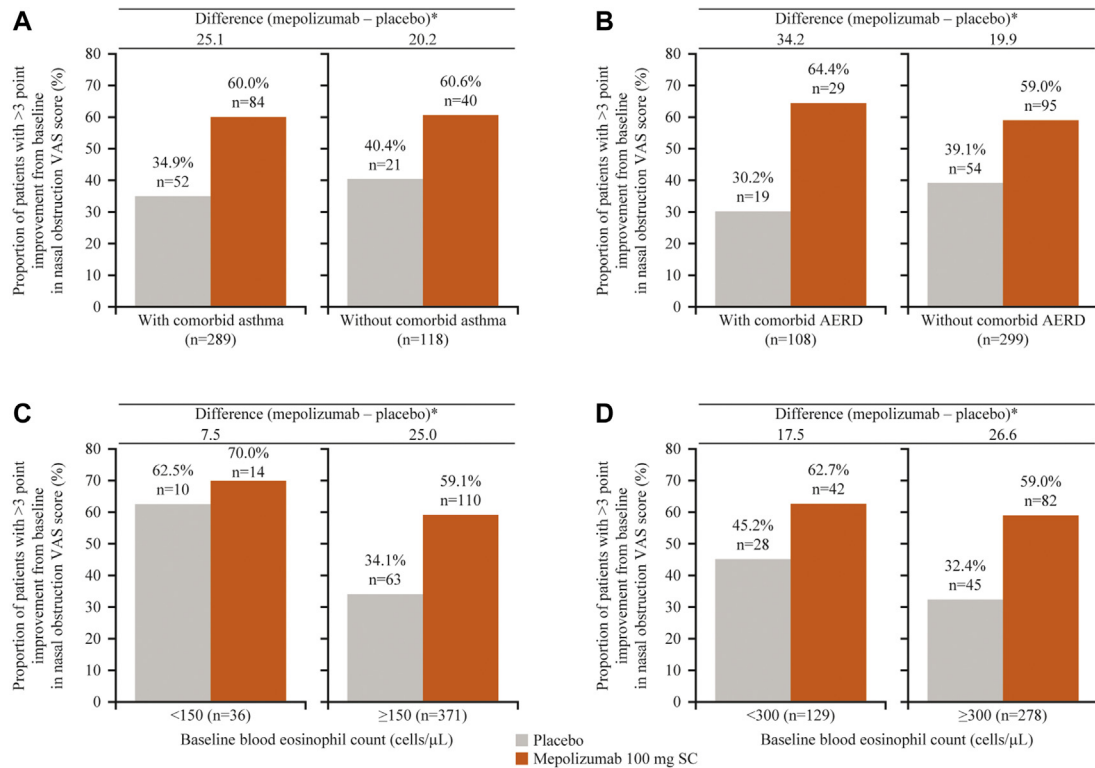 A
Difference (mepolizumab – placebo)*
25.1 20.2
Proportion of patients with >3 point
improvement from baseline
in nasal obstruction VAS score (%)
80
70
60
50
40
30
20
10
0
34.9%
n=52
60.0%
n=84
40.4%
n=21
60.6%
n=40
With comorbid asthma
(n=289)
Without comorbid asthma
(n=118)
B
Difference (mepolizumab – placebo)*
34.2 19.9
Proportion of patients with >3 point
improvement from baseline
in nasal obstruction VAS score (%)
80
70
60
50
40
30
20
10
0
30.2%
n=19
64.4%
n=29
39.1%
n=54
59.0%
n=95
With comorbid AERD
(n=108)
Without comorbid AERD
(n=299)
C
Difference (mepolizumab – placebo)*
7.5 25.0
Proportion of patients with >3 point
improvement from baseline
in nasal obstruction VAS score (%)
80
70
60
50
40
30
20
10
0
62.5%
n=10
70.0%
n=14
34.1%
n=63
59.1%
n=110
<150 (n=36)
≥150 (n=371)
Baseline blood eosinophil count (cells/μL)
D
Difference (mepolizumab – placebo)*
17.5 26.6
Proportion of patients with >3 point
improvement from baseline
in nasal obstruction VAS score (%)
80
70
60
50
40
30
20
10
0
45.2%
n=28
62.7%
n=42
32.4%
n=45
59.0%
n=82
<300 (n=129)
≥300 (n=278)
Baseline blood eosinophil count (cells/μL)
Placebo
Mepolizumab 100 mg SC